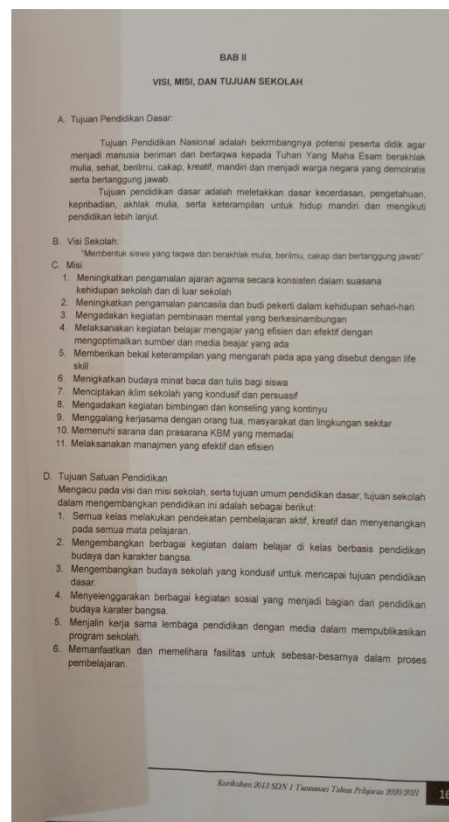 BAB II
VISI, MISI, DAN TUJUAN SEKOLAH
A. Tujuan Pendidikan Dasar:
Tujuan Pendidikan Nasional adalah bekrmbangnya potensi peserta didik agar
menjadi manusia beriman dan bertaqwa kepada Tuhan Yang Maha Esam berakhlak
mulia, sehat, berilmu, cakap, kreatif, mandiri dan menjadi warga negara yang demoiratis
serta bertanggung jawab.
Tujuan pendidikan dasar adalah meletakkan dasar kecerdasan, pengetahuan,
kepribadian, akhlak mulia, serta keterampilan untuk hidup mandiri dan mengikuti
pendidikan lebih lanjut.
B. Visi Sekolah:
"Membentuk siswa yang taqwa dan berakhlak mulia, berilmu, cakap dan bertanggung jawab"
C. Misi
1. Meningkatkan pengamalan ajaran agama secara konsisten dalam suasana
kehidupan sekolah dan di luar sekolah
2. Meningkatkan pengamalan pancasila dan budi pekerti dalam kehidupan sehari-hari
3. Mengadakan kegiatan pembinaan mental yang berkesinambungan
4. Melaksanakan kegiatan belajar mengajar yang efisien dan efektif dengan
mengoptimalkan sumber dan media beajar yang ada
5. Memberikan bekal keterampilan yang mengarah pada apa yang disebut dengan life
skill
6. Menigkatkan budaya minat baca dan tulis bagi siswa
7. Menciptakan iklim sekolah yang kondusif dan persuasif
8. Mengadakan kegiatan bimbingan dan konseling yang kontinyu
9. Menggalang kerjasama dengan orang tua, masyarakat dan lingkungan sekitar
10. Memenuhi sarana dan prasarana KBM yang memadai
11. Melaksanakan manajmen yang efektif dan efisien
D. Tujuan Satuan Pendidikan
Mengacu pada visi dan misi sekolah, serta tujuan umum pendidikan dasar, tujuan sekolah
dalam mengembangkan pendidikan ini adalah sebagai berikut:
1. Semua kelas melakukan pendekatan pembelajaran aktif, kreatif dan menyenangkan
pada semua mata pelajaran.
2. Mengembangkan berbagai kegiatan dalam belajar di kelas berbasis pendidikan
budaya dan karakter bangsa.
3. Mengembangkan budaya sekolah yang kondusif untuk mencapai tujuan pendidikan
dasar.
4. Menyelenggarakan berbagai kegiatan sosial yang menjadi bagian dari pendidikan
budaya karater bangsa.
5. Menjalin kerja sama lembaga pendidikan dengan media dalam mempublikasikan
program sekolah.
6. Memanfaatkan dan memelihara fasilitas untuk sebesar-besarnya dalam proses
pembelajaran.
Kurikulum 2013 SDN 1 Tamansari Tahun Pelajaran 2020/2021 16